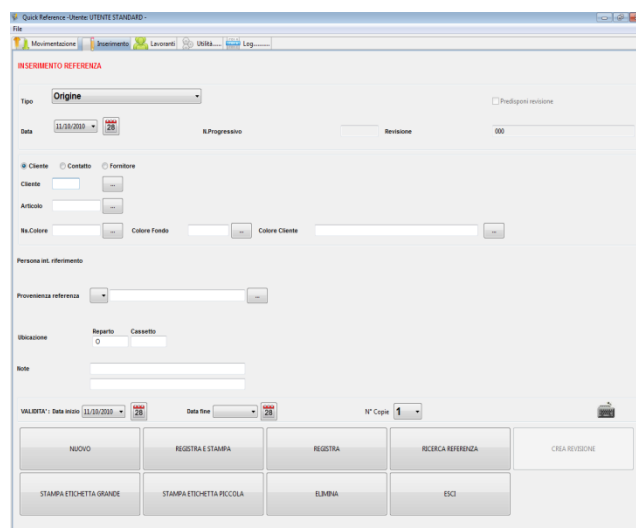 Quick Reference -Utente: UTENTE STANDARD -
File
Movimentazione Inserimento Lavoranti Utilità..... Log.........
INSERIMENTO REFERENZA
Tipo Origine Predisponi revisione
Data 11/10/2010 28 N.Progressivo Revisione 000
Cliente Contatto Fornitore
Cliente ...
Articolo ...
Ns.Colore ... Colore Fondo ... Colore Cliente ...
Persona int. riferimento
Provenienza referenza ...
Reparto Cassetto
Ubicazione O
Note
VALIDITA': Data inizio 11/10/2010 28 Data fine 28 N° Copie 1
NUOVO REGISTRA E STAMPA REGISTRA RICERCA REFERENZA CREA REVISIONE
STAMPA ETICHETTA GRANDE STAMPA ETICHETTA PICCOLA ELIMINA ESCI